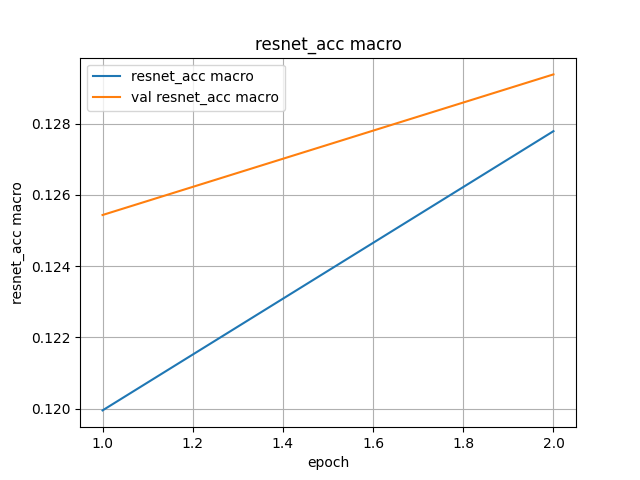 resnet_acc macro
resnet_acc macro
val resnet_acc macro
resnet_acc macro
0.128
0.126
0.124
0.122
0.120
1.0 1.2 1.4 1.6 1.8 2.0
epoch